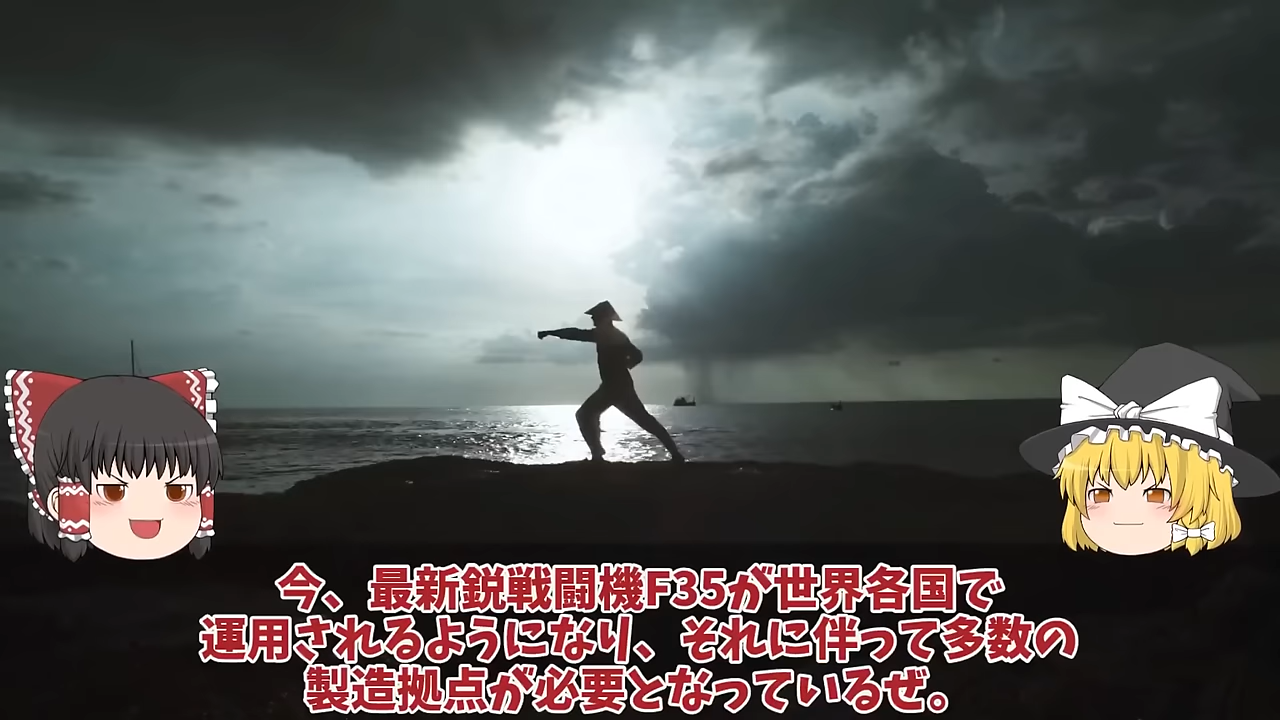 今、最新鋭戦闘機F35が世界各国で
運用されるようになり、それに伴って多数の
製造拠点が必要となっているぜ。